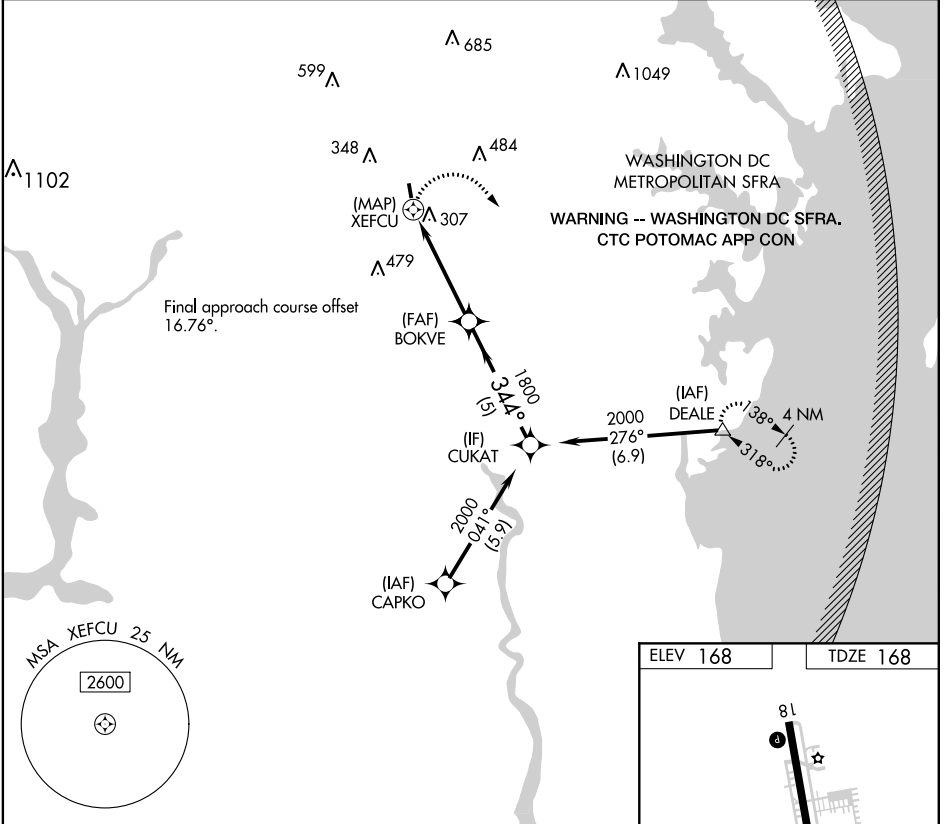 685
599
1049
348
484
1102
WASHINGTON DC
METROPOLITAN SFRA
(MAP)
XEFCU
307
WARNING -- WASHINGTON DC SFRA.
CTC POTOMAC APP CON
479
Final approach course offset
16.76°.
(FAF)
BOKVE
1800
344°
(5)
(IAF)
DEALE
138°
4 NM
318°
2000
276°
(6.9)
(IF)
CUKAT
2000
041°
(5.9)
(IAF)
CAPKO
MSA XEFCU 25 NM
2600
ELEV 168
TDZE 168
18
P